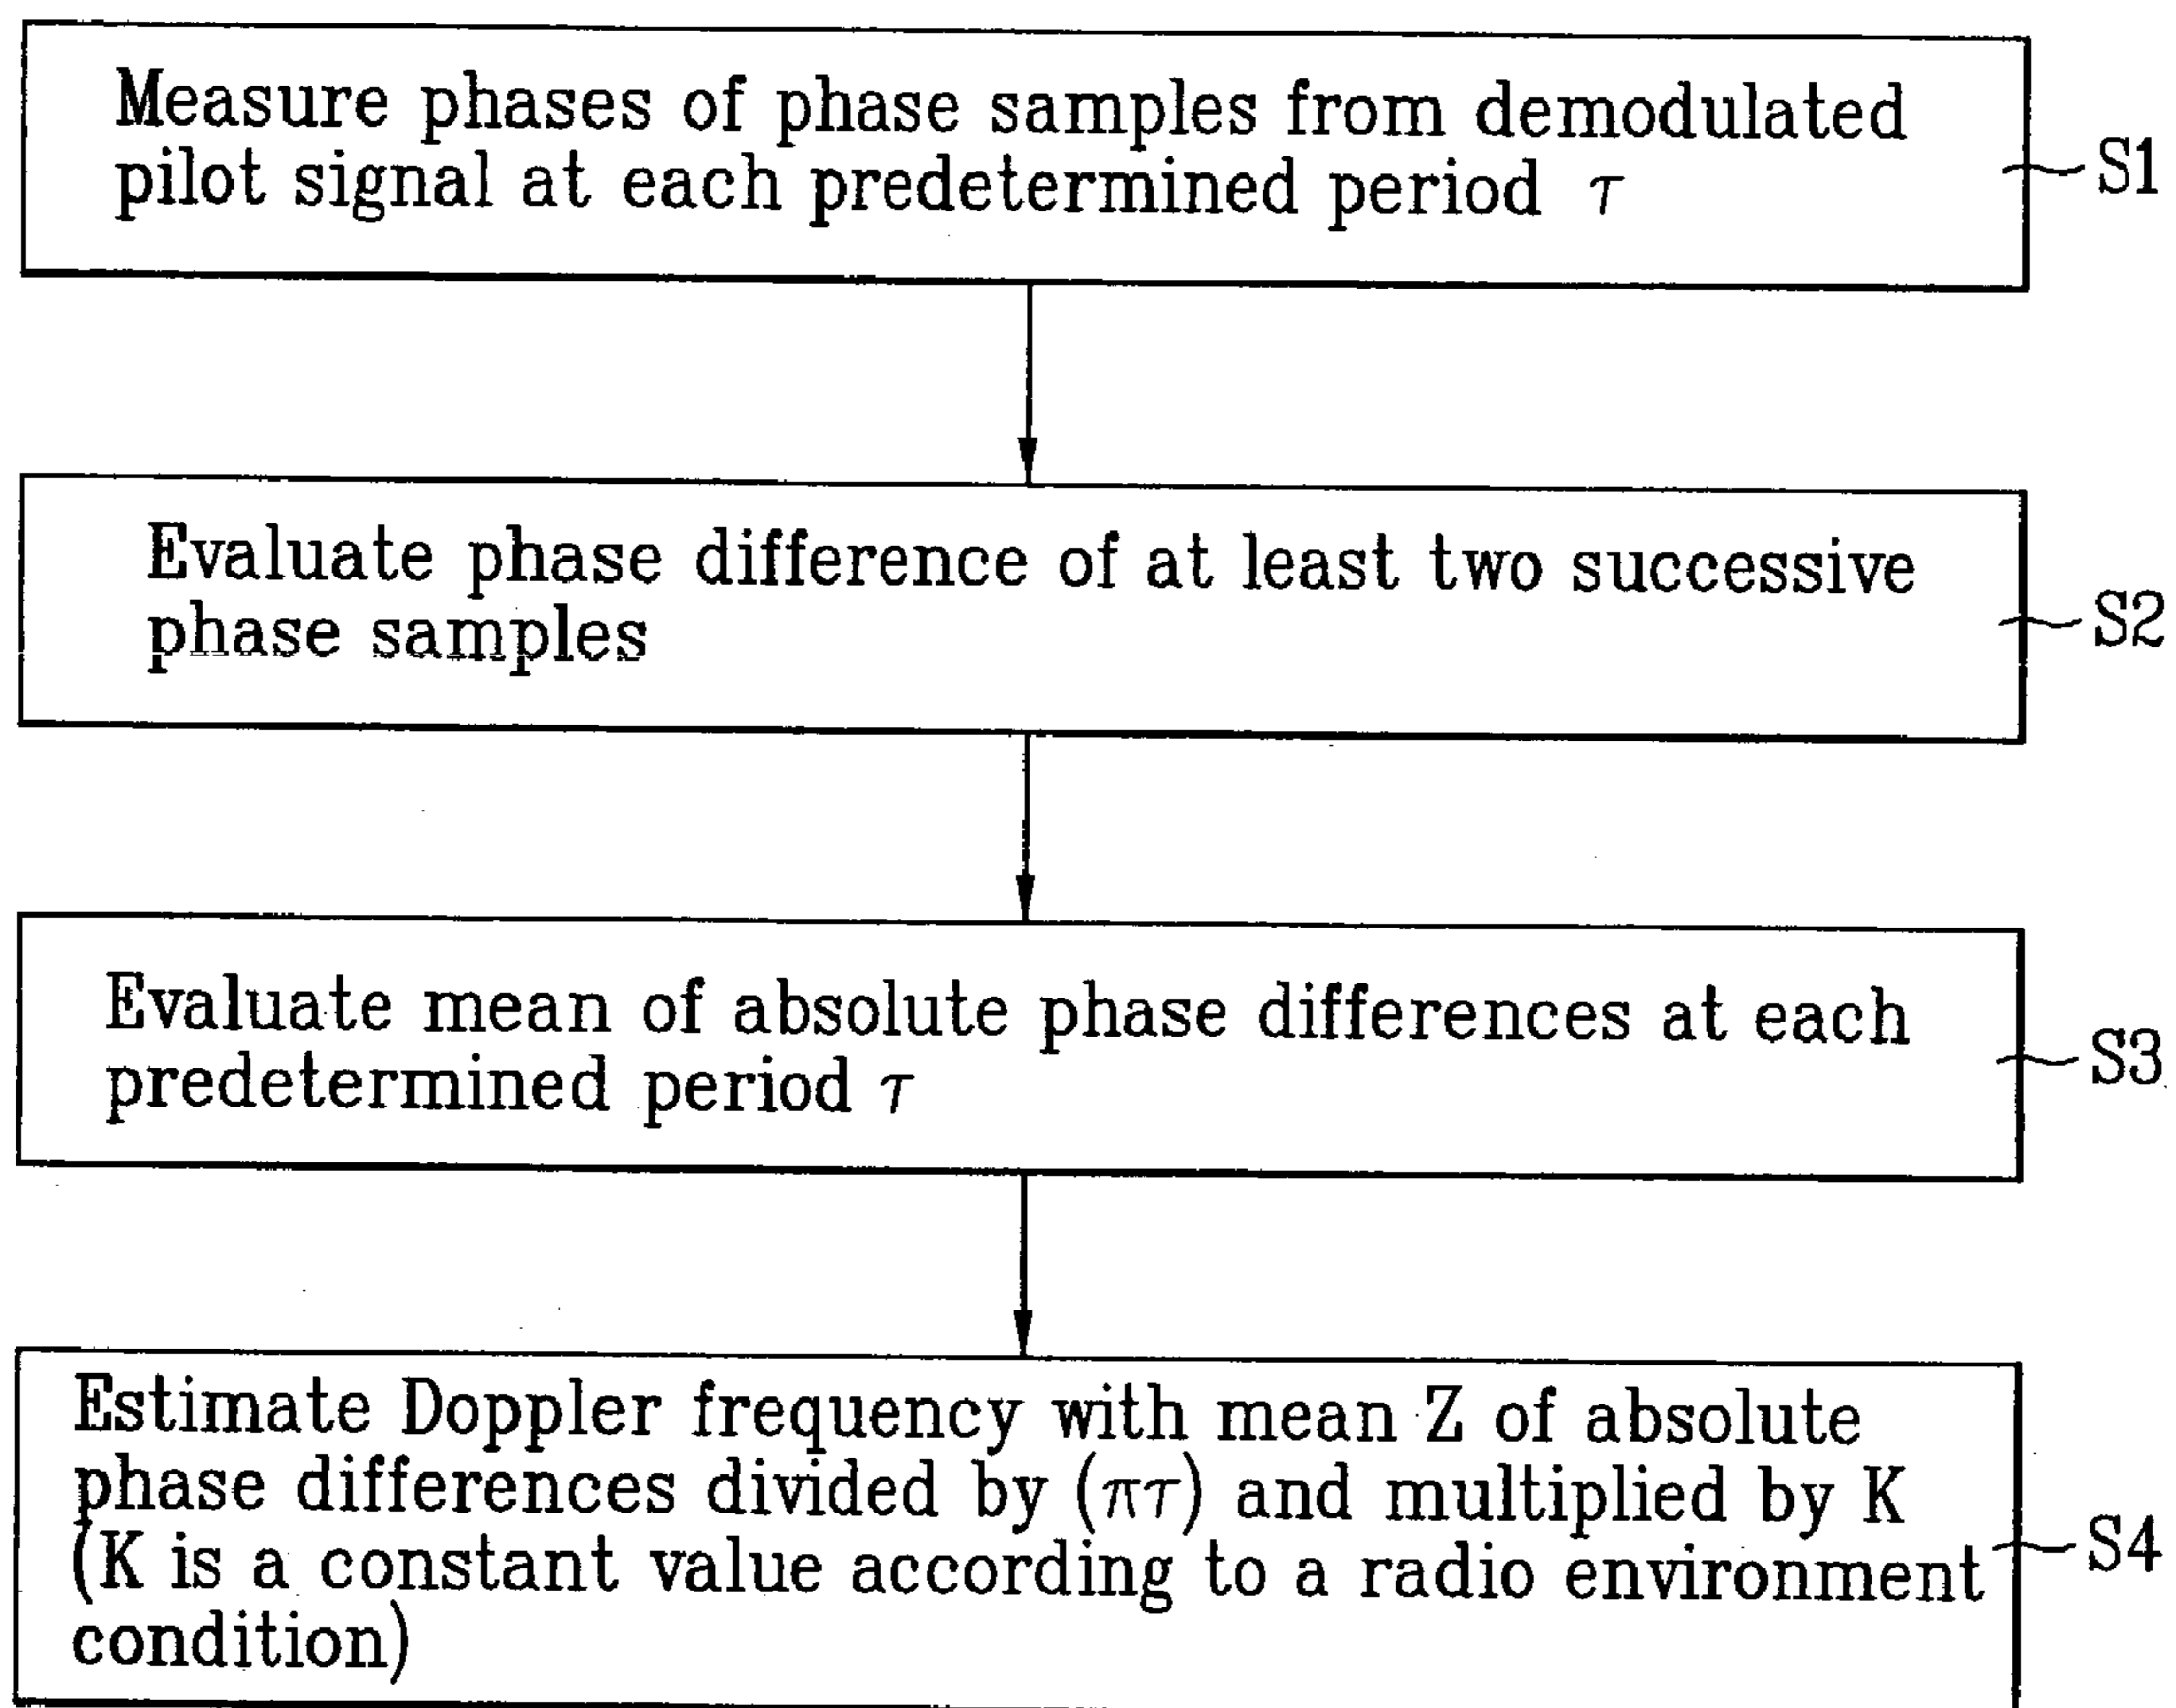 Measure phases of phase samples from demodulated
pilot signal at each predetermined period τ
S1
Evaluate phase difference of at least two successive
phase samples
S2
Evaluate mean of absolute phase differences at each
predetermined period τ
S3
Estimate Doppler frequency with mean Z of absolute
phase differences divided by (πτ) and multiplied by K
(K is a constant value according to a radio environment
condition)
S4